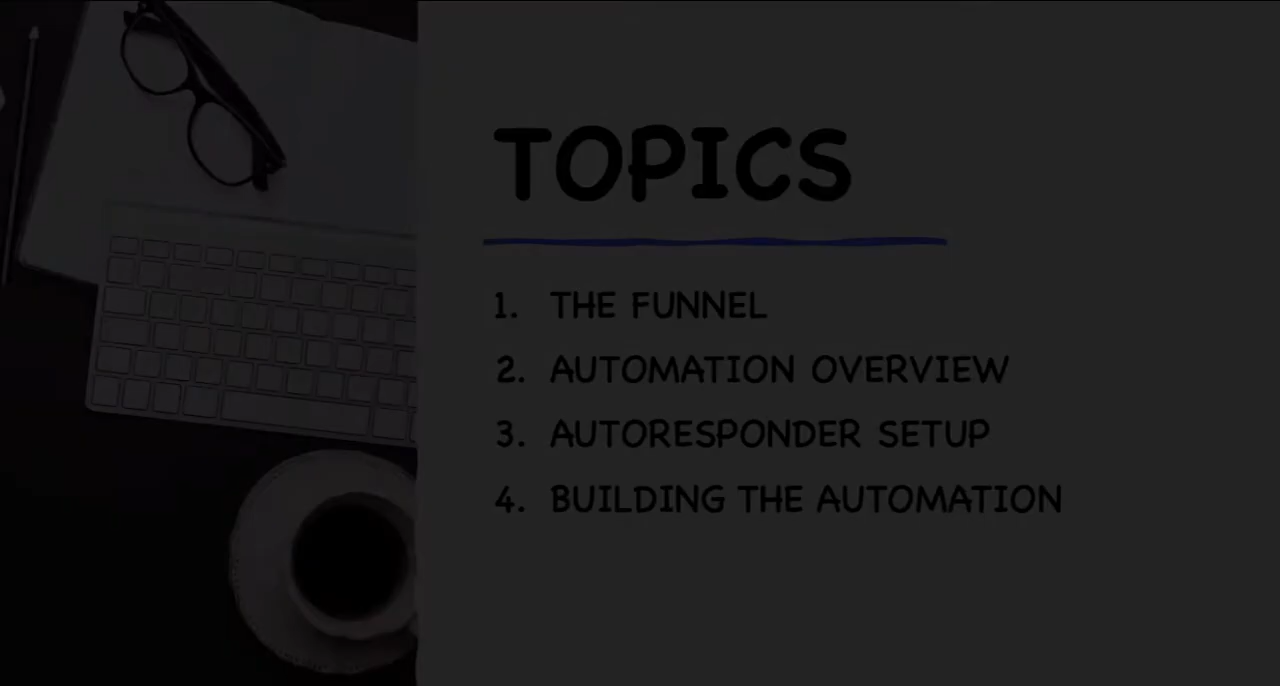 TOPICS
1. THE FUNNEL
2. AUTOMATION OVERVIEW
3. AUTORESPONDER SETUP
4. BUILDING THE AUTOMATION